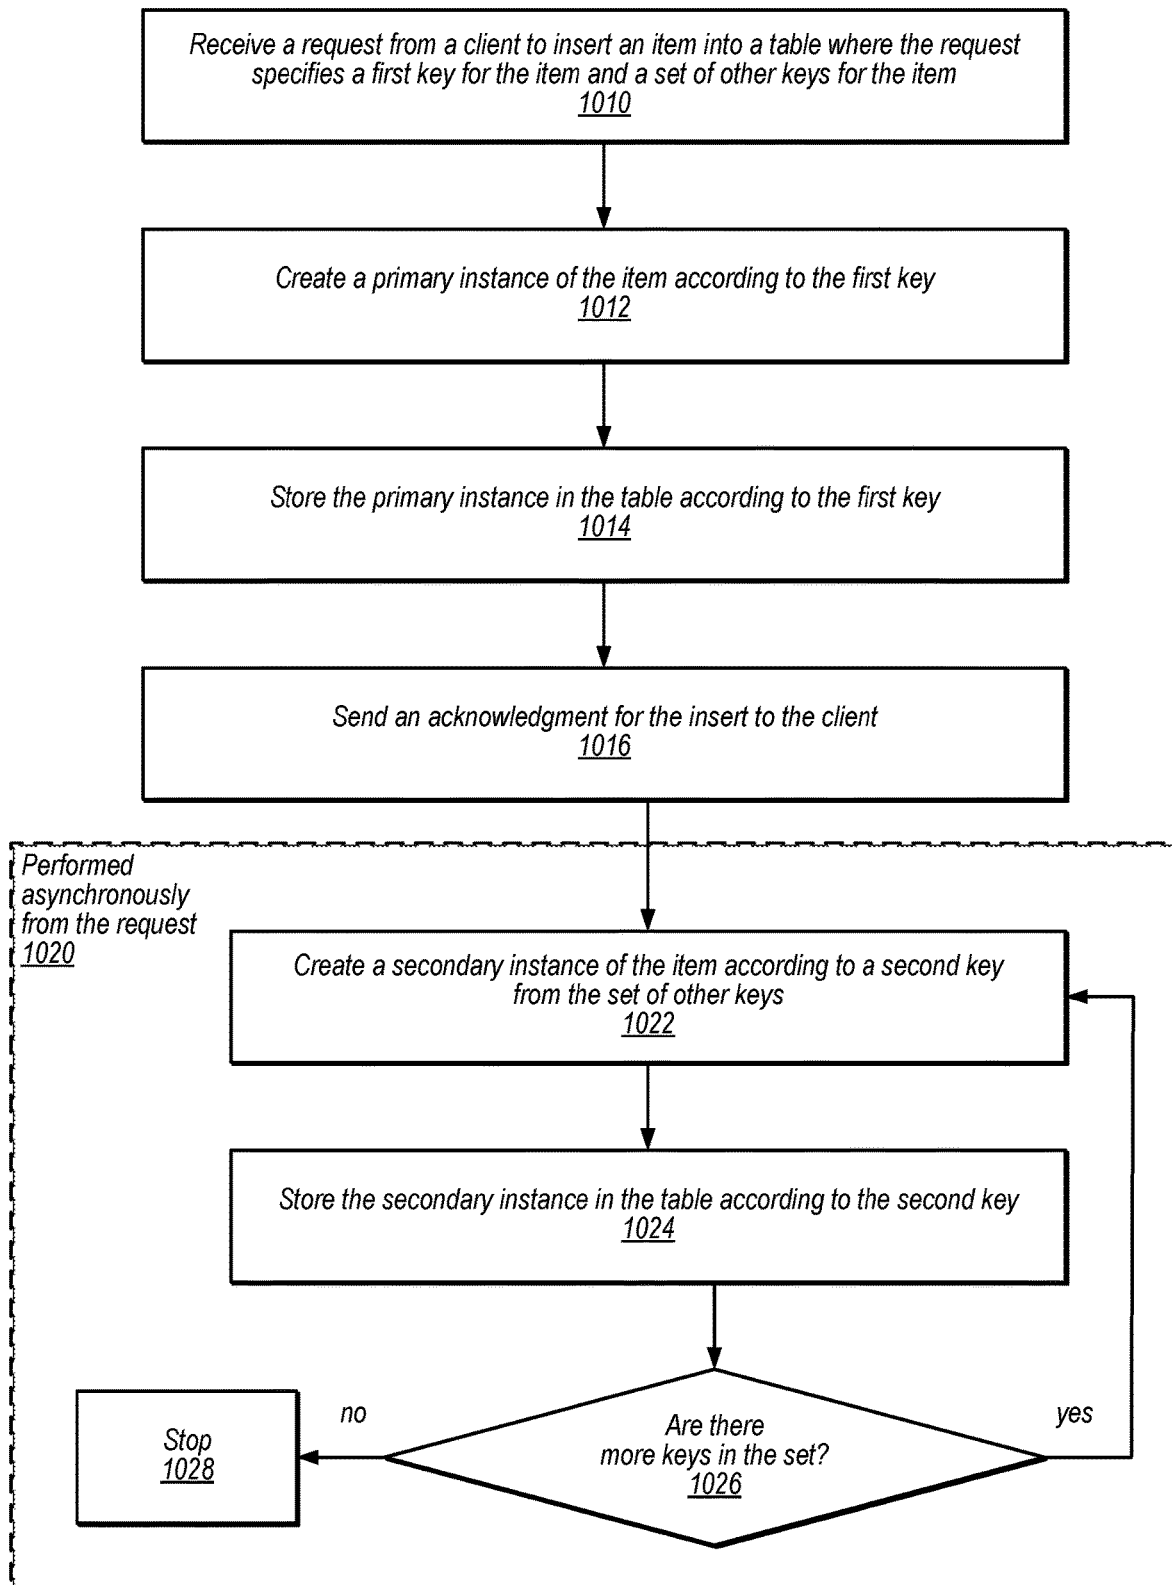 Receive a request from a client to insert an item into a table where the request
specifies a first key for the item and a set of other keys for the item
1010
Create a primary instance of the item according to the first key
1012
Store the primary instance in the table according to the first key
1014
Send an acknowledgment for the insert to the client
1016
Performed
asynchronously
from the request
1020
Create a secondary instance of the item according to a second key
from the set of other keys
1022
Store the secondary instance in the table according to the second key
1024
Are there
more keys in the set?
1026
yes
no
Stop
1028